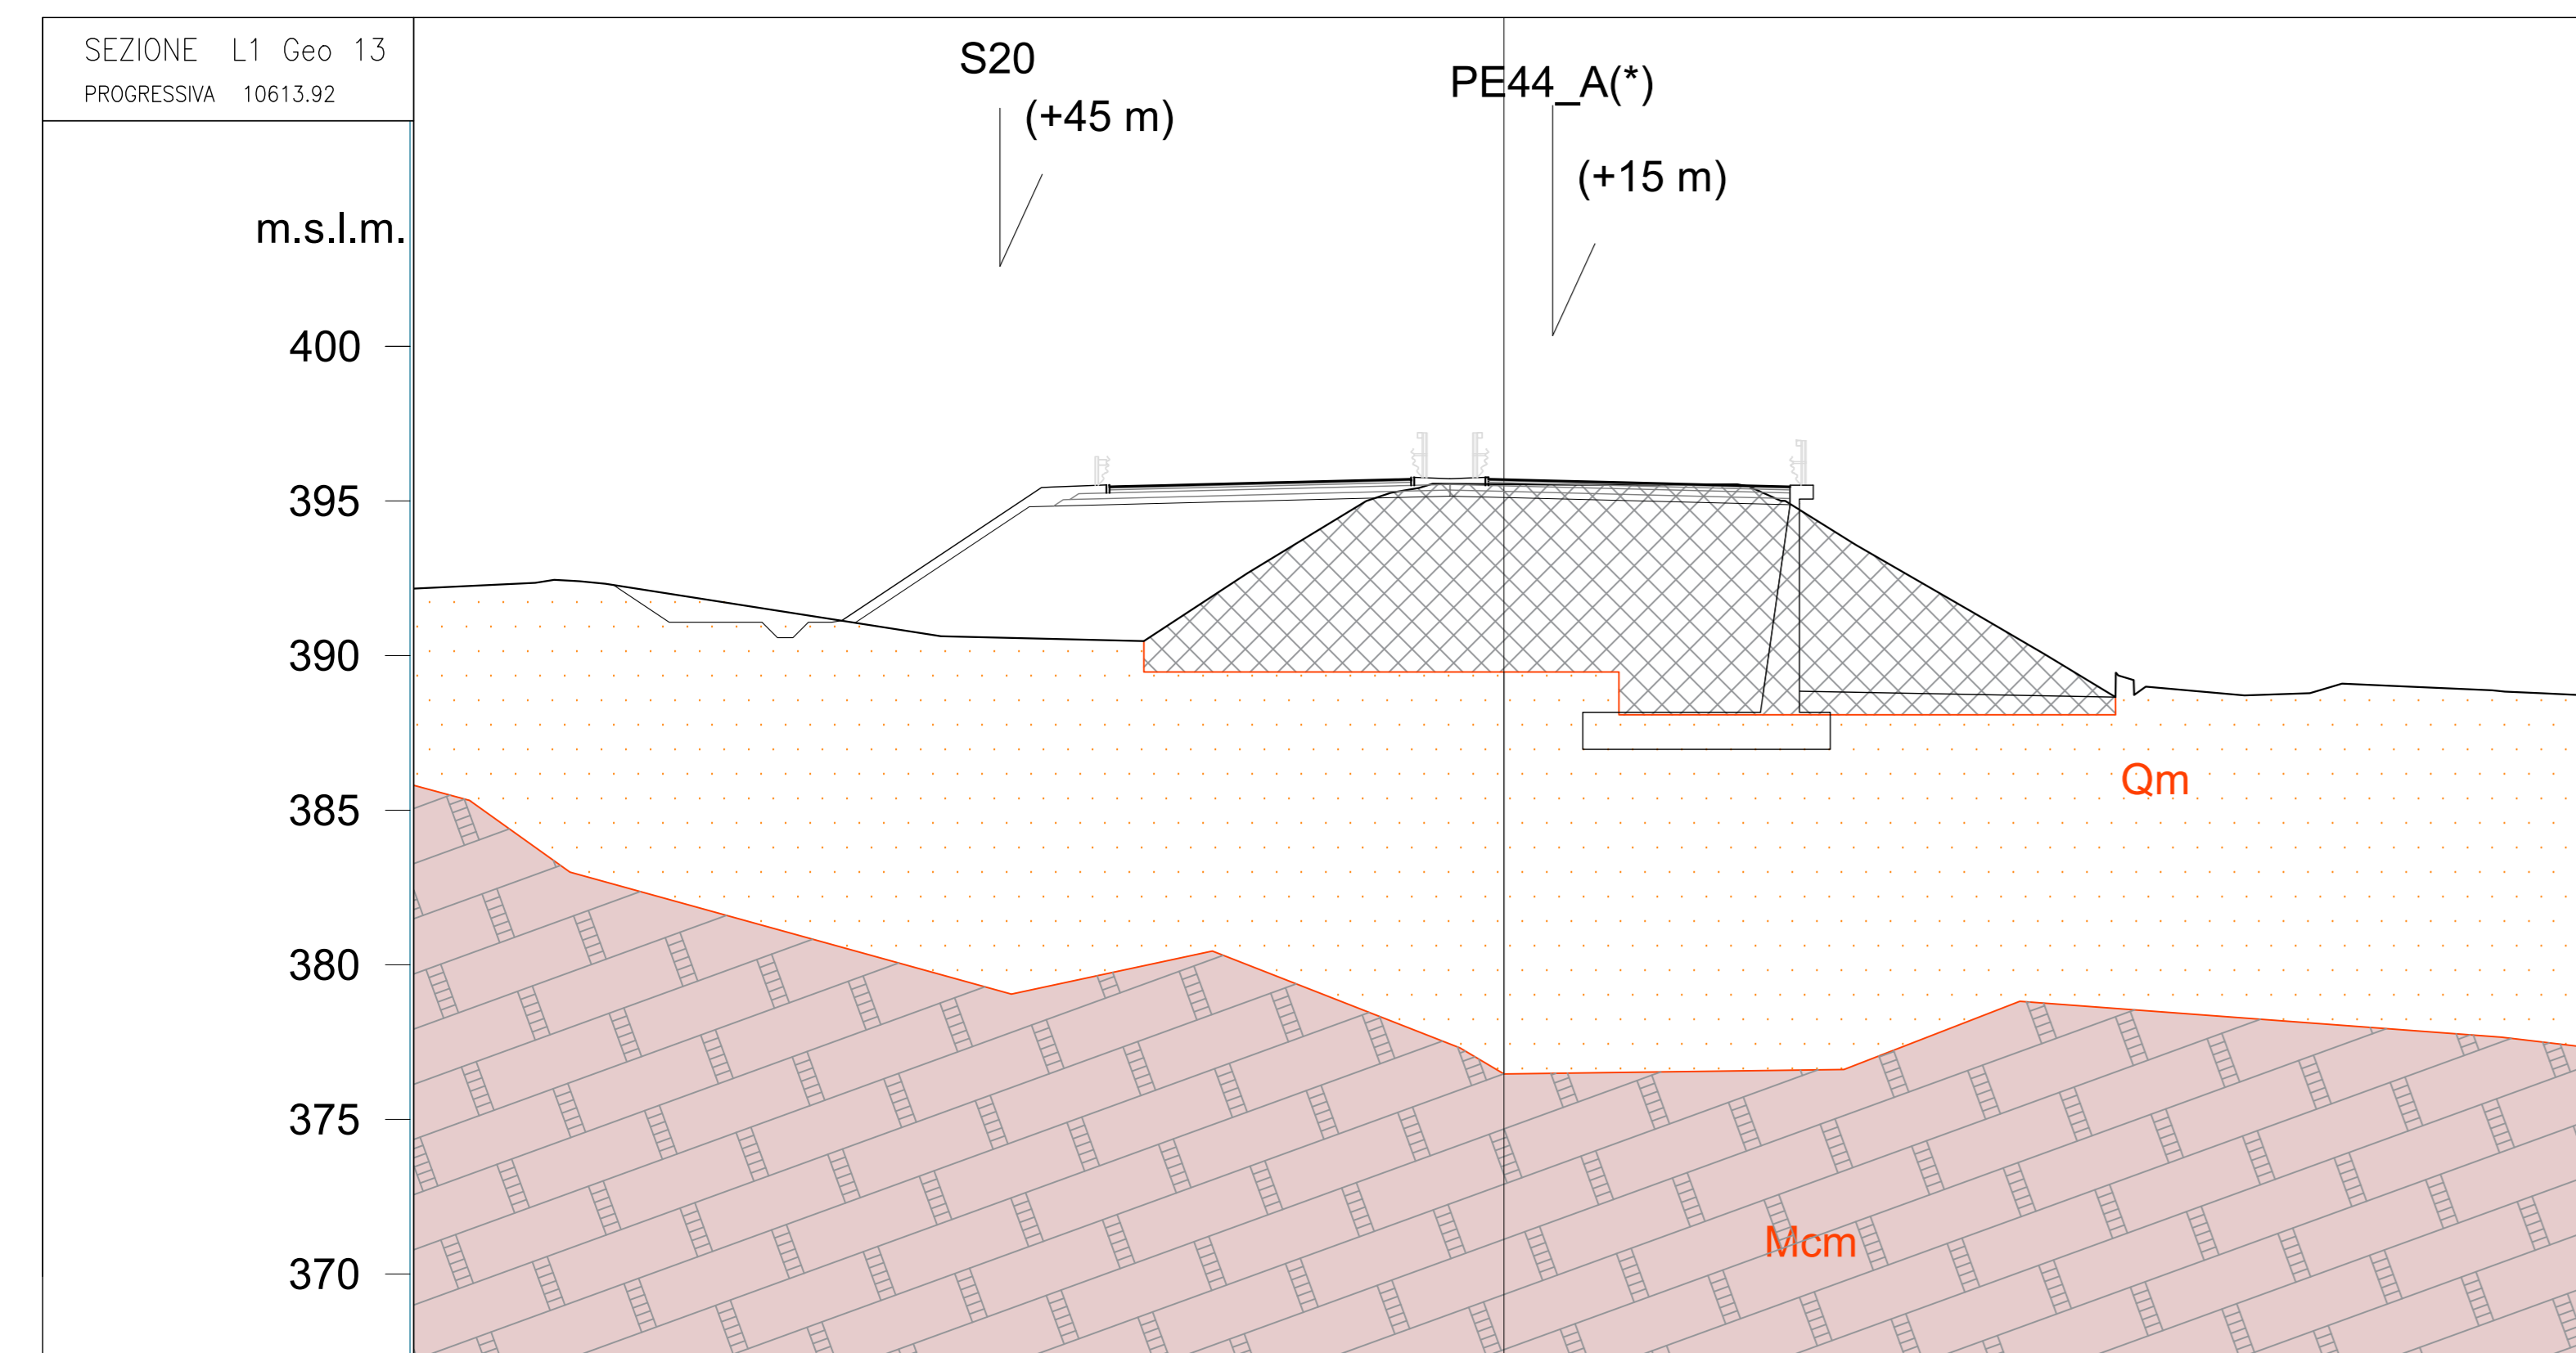 SEZIONE L1 Geo 13
PROGRESSIVA 10613.92
S20
(+45 m)
PE44_A(*)
(+15 m)
m.s.l.m.
400
395
390
385
380
375
370
Qm
Mcm